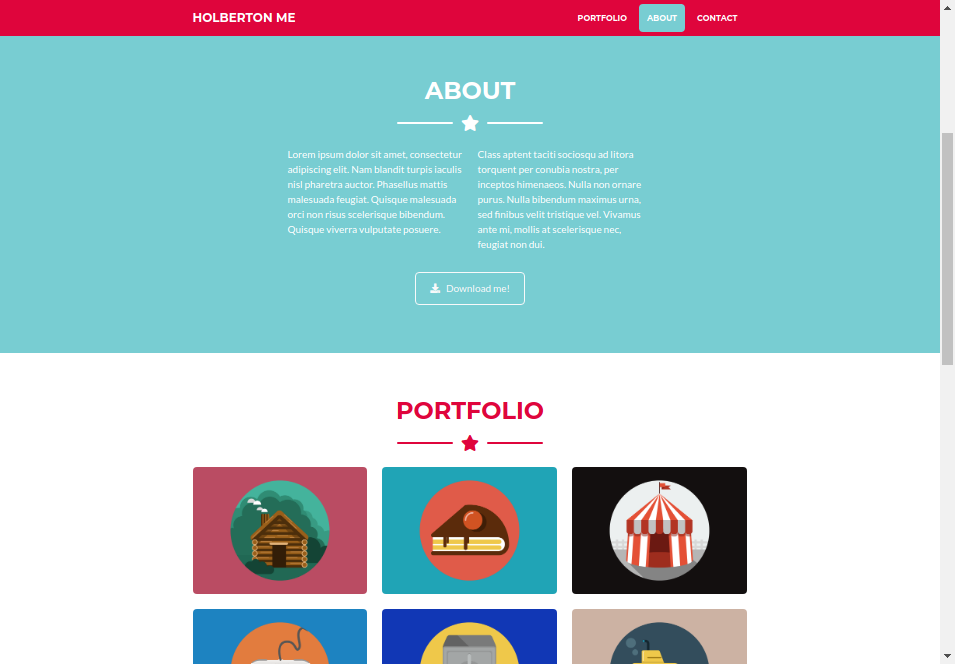 HOLBERTON ME
PORTFOLIO
ABOUT
CONTACT
ABOUT
Lorem ipsum dolor sit amet, consectetur
adipiscing elit. Nam blandit turpis iaculis
nisl pharetra auctor. Phasellus mattis
malesuada feugiat. Quisque malesuada
orci non risus scelerisque bibendum.
Quisque viverra vulputate posuere.
Class aptent taciti sociosqu ad litora
torquent per conubia nostra, per
inceptos himenaeos. Nulla non ornare
purus. Nulla bibendum maximus urna,
sed finibus velit tristique vel. Vivamus
ante mi, mollis at scelerisque nec,
feugiat non dui.
Download me!
PORTFOLIO